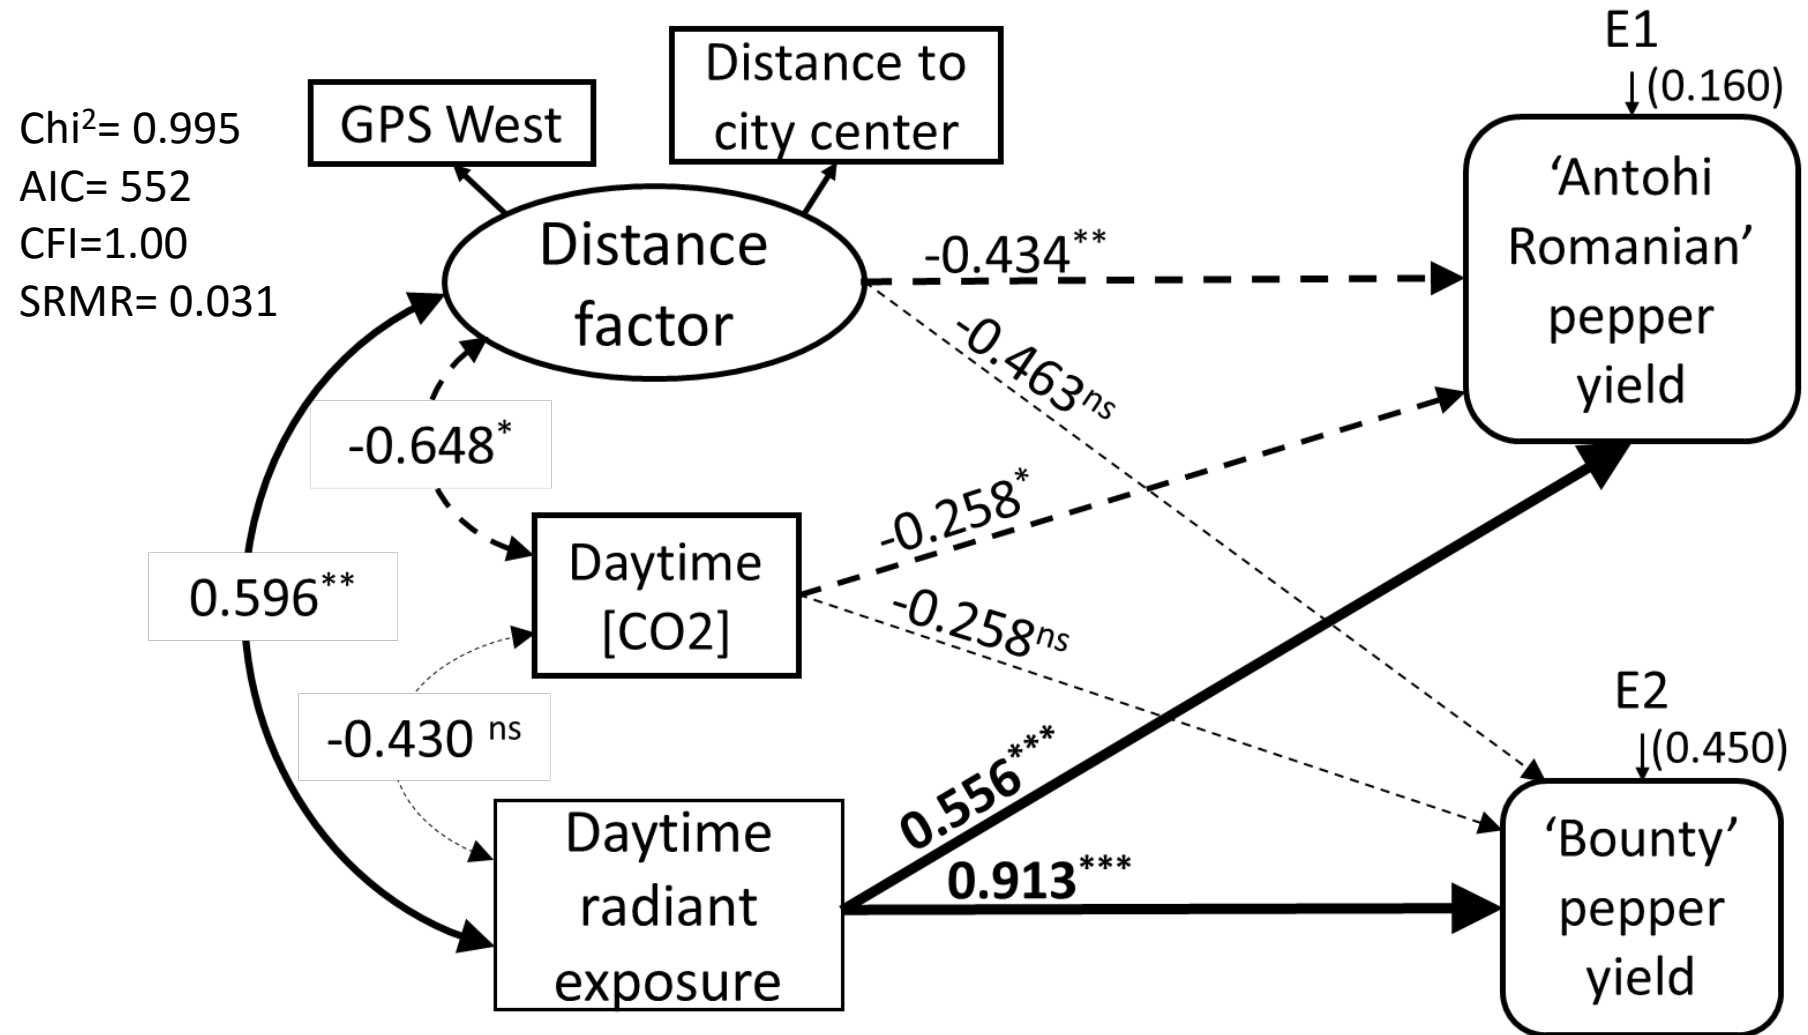 Chi²= 0.995
AIC= 552
CFI=1.00
SRMR= 0.031
GPS West
Distance to
city center
Distance
factor
-0.434**
-0.463ns
-0.648*
0.596**
-0.430 ns
Daytime
[CO2]
-0.258*
-0.258ns
Daytime
radiant
exposure
0.556***
0.913***
E1
(0.160)
‘Antohi
Romanian’
pepper
yield
E2
(0.450)
‘Bounty’
pepper
yield